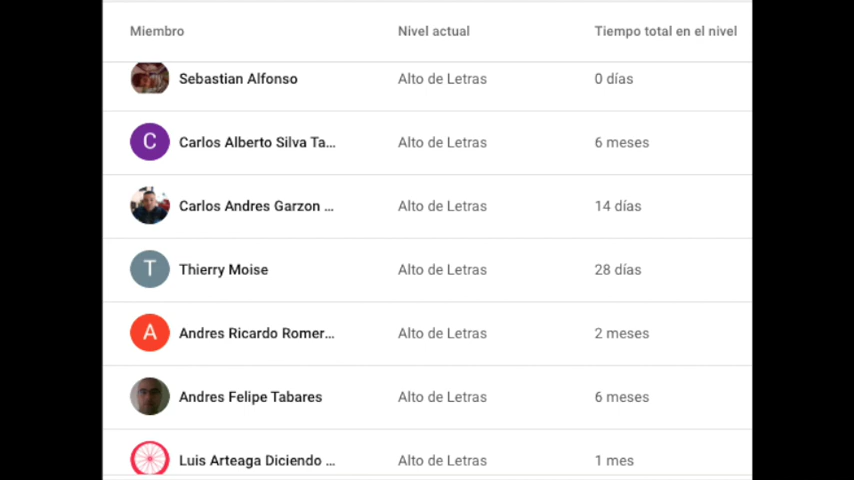 Miembro Nivel actual Tiempo total en el nivel
Sebastian Alfonso Alto de Letras 0 días
C Carlos Alberto Silva Ta... Alto de Letras 6 meses
Carlos Andres Garzon ... Alto de Letras 14 días
T Thierry Moise Alto de Letras 28 días
A Andres Ricardo Romer... Alto de Letras 2 meses
Andres Felipe Tabares Alto de Letras 6 meses
Luis Arteaga Diciendo ... Alto de Letras 1 mes